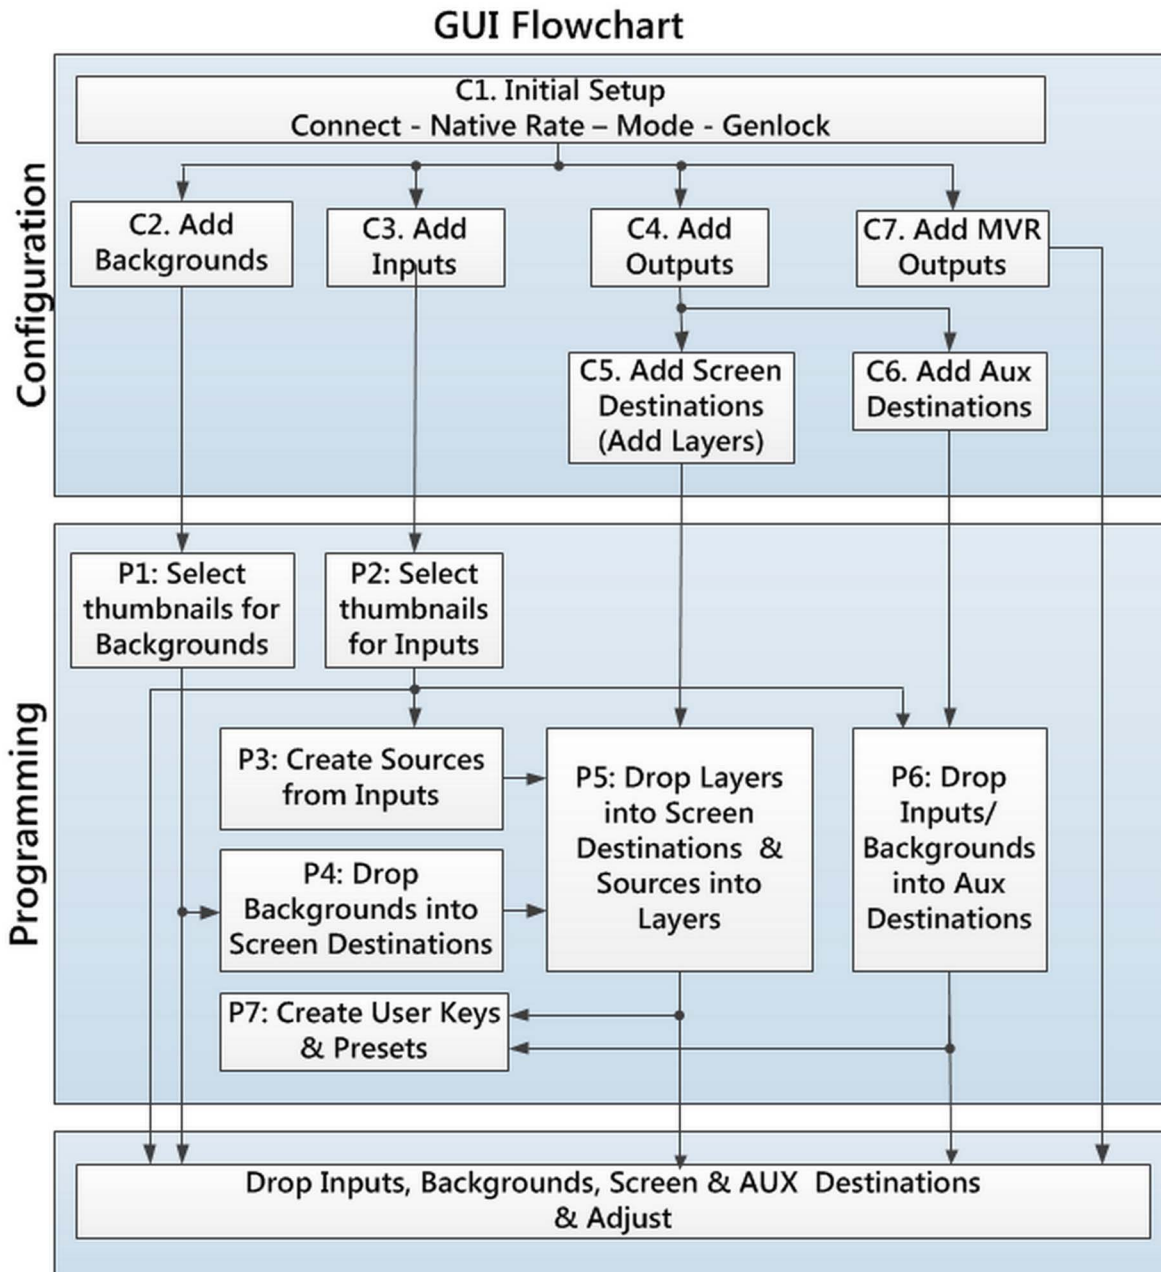 GUI Flowchart
Configuration
C1. Initial Setup
Connect - Native Rate – Mode - Genlock
C2. Add
Backgrounds
C3. Add
Inputs
C4. Add
Outputs
C7. Add MVR
Outputs
C5. Add Screen
Destinations
(Add Layers)
C6. Add Aux
Destinations
Programming
P1: Select
thumbnails for
Backgrounds
P2: Select
thumbnails
for Inputs
P3: Create Sources
from Inputs
P4: Drop
Backgrounds into
Screen Destinations
P5: Drop Layers
into Screen
Destinations &
Sources into
Layers
P6: Drop
Inputs/
Backgrounds
into Aux
Destinations
P7: Create User Keys
& Presets
Drop Inputs, Backgrounds, Screen & AUX Destinations
& Adjust